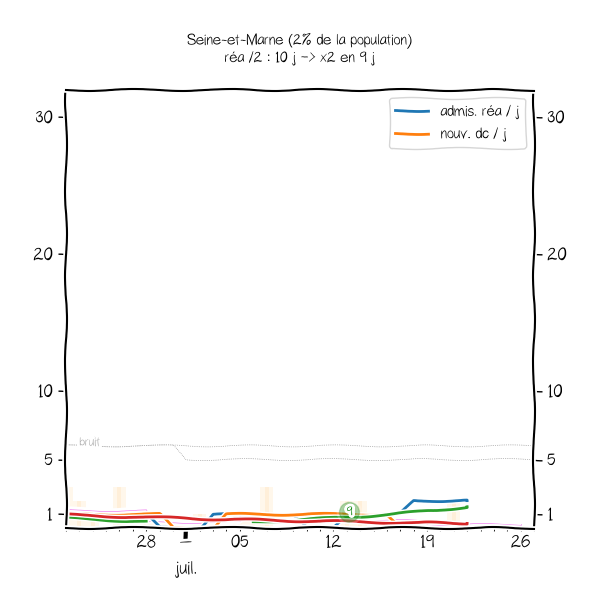 Seine-et-Marne (2% de la population)
réa /2 : 10 j -> x2 en 9 j
admis. réa / j
nouv. dc / j
30
30
20
20
10
10
bruit
5
5
9
1
1
28
1
05
12
19
26
juil.